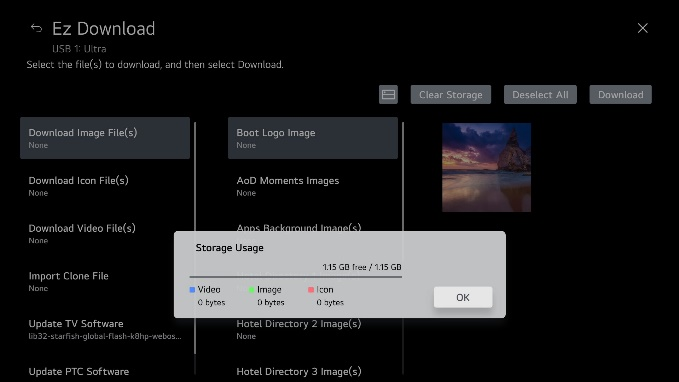 Ez Download
USB 1: Ultra
Select the file(s) to download, and then select Download.
Clear Storage
Deselect All
Download
Download Image File(s)
None
Download Icon File(s)
None
Download Video File(s)
None
Import Clone File
None
Update TV Software
lib32-starfish-global-flash-k8hp-webos...
Update PTC Software
Boot Logo Image
None
AoD Moments Images
None
Apps Background Image(s)
Storage Usage
1.15 GB free / 1.15 GB
Video
0 bytes
Image
0 bytes
Icon
0 bytes
OK
Hotel Directory 2 Image(s)
None
Hotel Directory 3 Image(s)